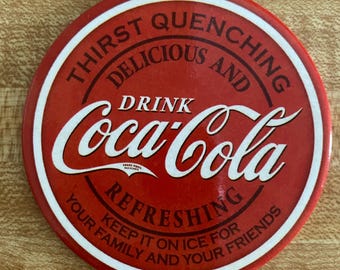 THIRST QUENCHING
DELICIOUS AND
DRINK
Coca-Cola
REFRESHING
KEEP IT ON ICE FOR
YOUR FAMILY AND YOUR FRIENDS